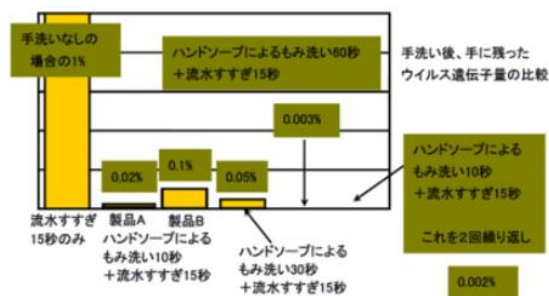 手洗いなしの
場合の1%
ハンドソープによるもみ洗い60秒
+流水すすぎ15秒
手洗い後、手に残った
ウイルス遺伝子量の比較
0.003%
0.02%
0.1%
0.05%
ハンドソープによる
もみ洗い10秒
+流水すすぎ15秒
これを2回繰り返し
0.002%
流水すすぎ
15秒のみ
製品A
製品B
ハンドソープによる
もみ洗い10秒
+流水すすぎ15秒
ハンドソープによる
もみ洗い30秒
+流水すすぎ15秒